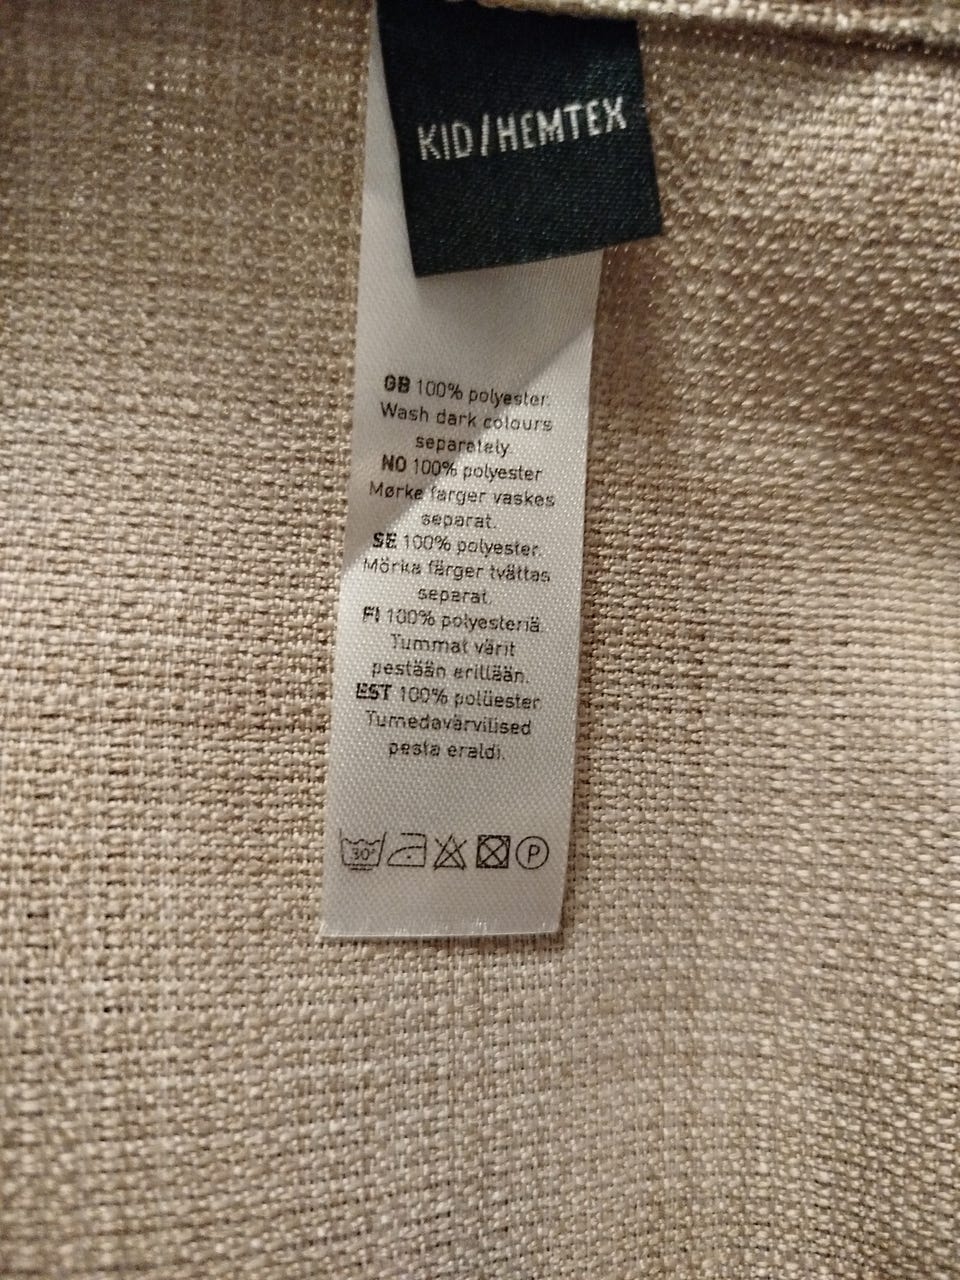 KID/HEMTEX
GB 100% polyester.
Wash dark colours
separately
NO 100% polyester
Mørke farger vaskes
separat.
SE 100% polyester.
Mörka färger tvättas
separat.
FI 100% polyesteriä.
Tummat värit
pestään erillään.
EST 100% polüester
Tumedavärvilised
pesta eraldi.
30° P